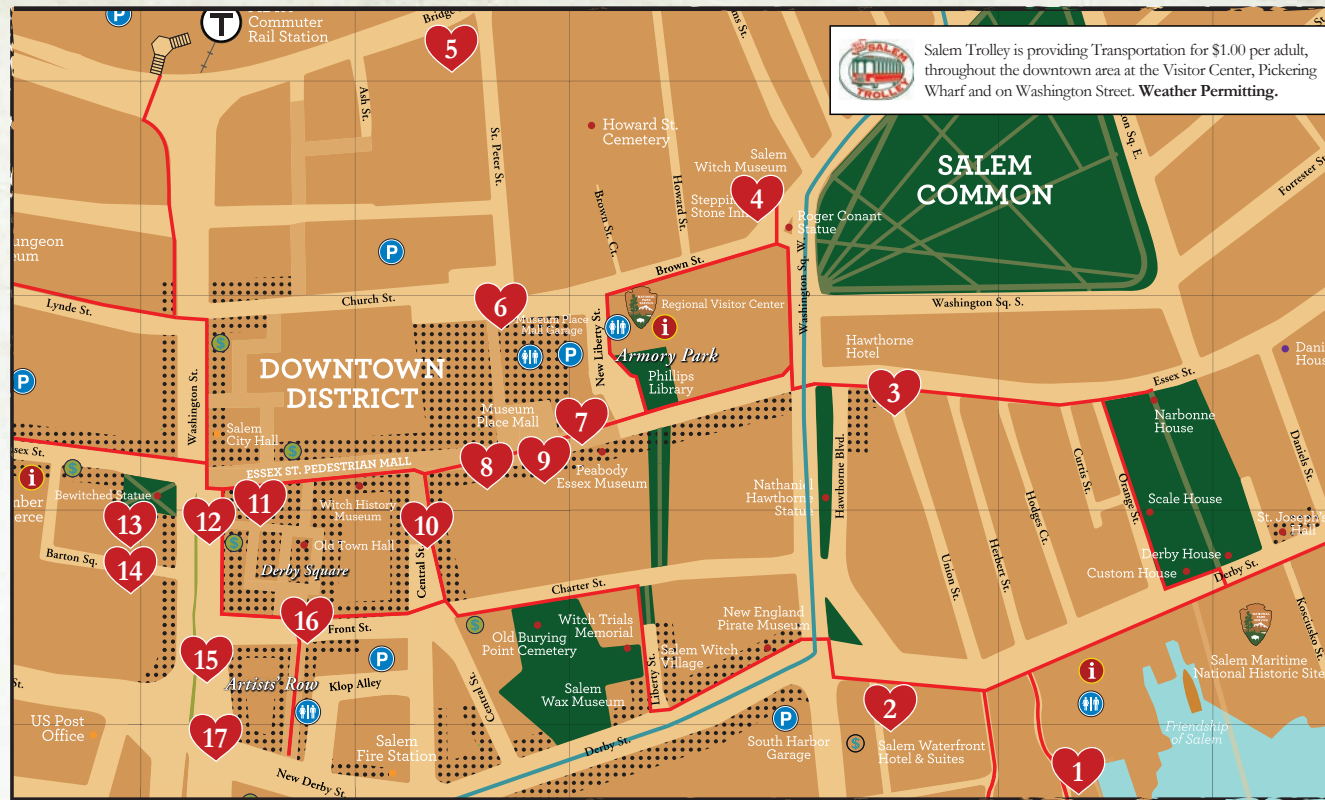 T
Commuter
Rail Station
P
Bridge
5
Salem Trolley is providing Transportation for $1.00 per adult,
throughout the downtown area at the Visitor Center, Pickering
Wharf and on Washington Street. Weather Permitting.
SALEM
TROLLEY
Ash St.
St. Peter St.
Howard St.
Cemetery
Howard St.
Brown St. Ct.
Salem
Witch Museum
4
Stone Inn
Roger Conant
Statue
SALEM
COMMON
Forrester St.
Lynde St.
Church St.
P
6
Museum Place
Mall Garage
P
New Liberty St.
Brown St.
Regional Visitor Center
i
Armory Park
Phillips
Library
Washington Sq. W.
Washington Sq. S.
Hawthorne
Hotel
3
Essex St.
Narbonne
House
P
$
DOWNTOWN
DISTRICT
Washington St.
Salem
City Hall
$
Museum
Place Mall
7
8
9
Peabody
Essex Museum
ESSEX ST. PEDESTRIAN MALL
i
$
Bewitched Statue
11
12
13
14
Barton Sq.
Witch History
Museum
$
Old Town Hall
Derby Square
10
Central St.
Nathaniel
Hawthorne
Statue
Hawthorne Blvd.
Union St.
Herbert St.
Hodges Ct.
Curtis St.
Orange St.
Daniels St.
Scale House
St. Joseph's
Hall
Derby House
Custom House
Derby St.
Kosciusko St.
16
Front St.
Charter St.
$
Old Burying
Point Cemetery
Witch Trials
Memorial
Salem Witch
Village
New England
Pirate Museum
Liberty St.
Salem
Wax Museum
15
Artists' Row
Klop Alley
P
Central St.
US Post
Office
17
Salem
Fire Station
New Derby St.
Derby St.
P
South Harbor
Garage
2
$
Salem Waterfront
Hotel & Suites
i
1
Salem Maritime
National Historic Site
Friendship
of Salem